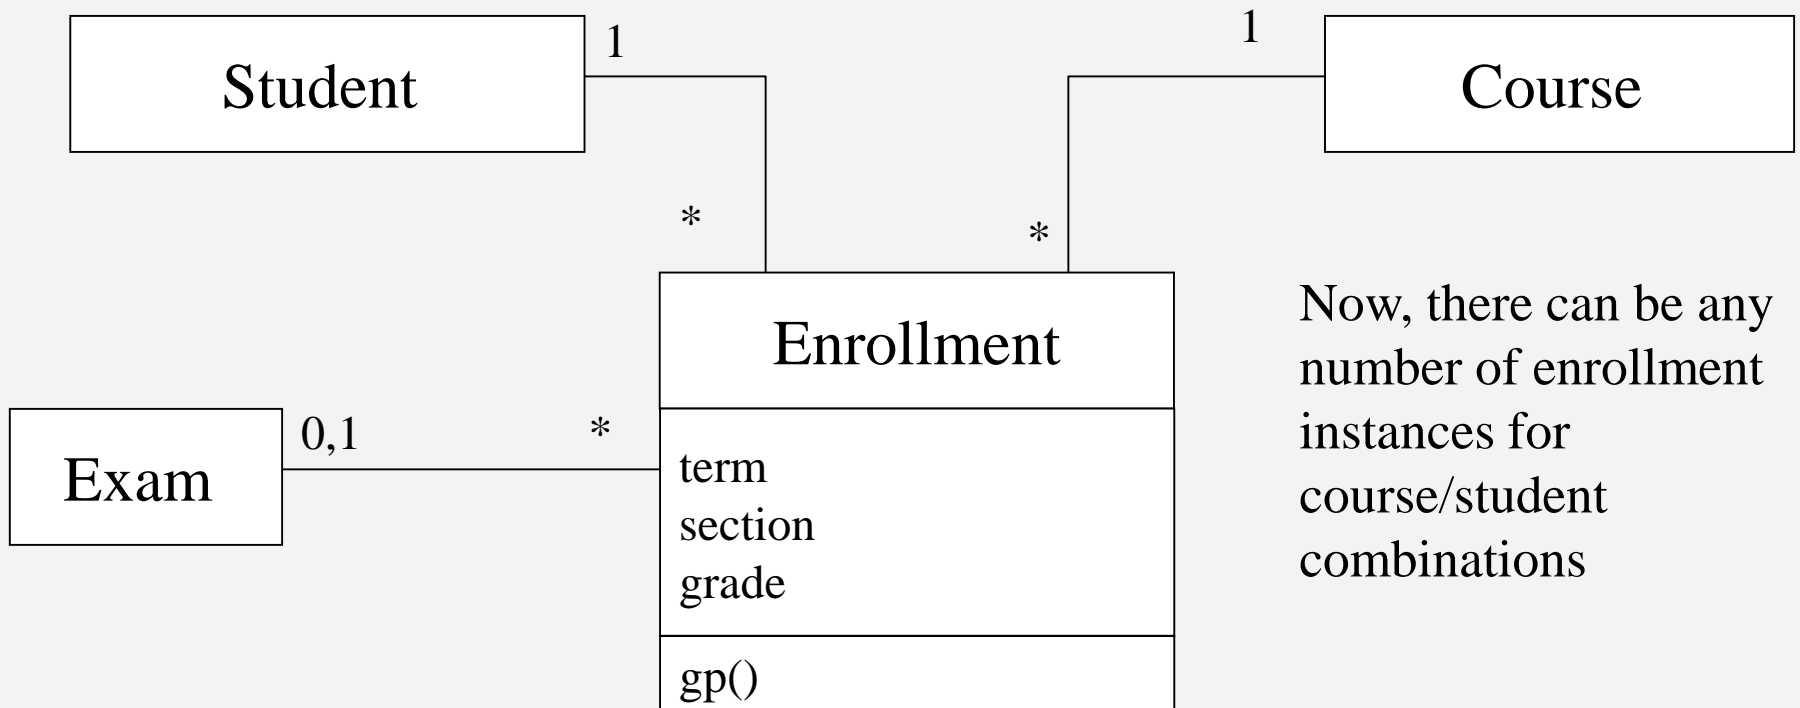 1
1
Student
Course
*
*
Enrollment
Now, there can be any
number of enrollment
instances for
course/student
combinations
0,1
*
Exam
term
section
grade
gp()